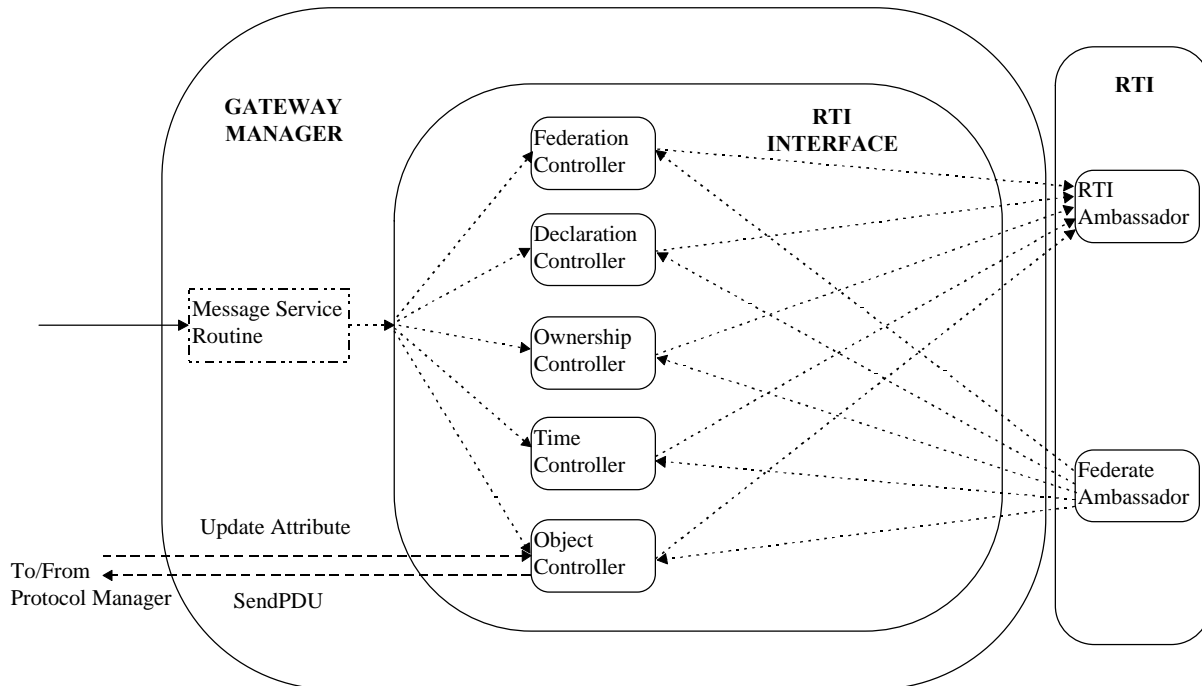 GATEWAY
MANAGER
RTI
INTERFACE
RTI
Federation
Controller
Declaration
Controller
Ownership
Controller
Time
Controller
Object
Controller
RTI
Ambassador
Federate
Ambassador
Message Service
Routine
Update Attribute
To/From
Protocol Manager
SendPDU